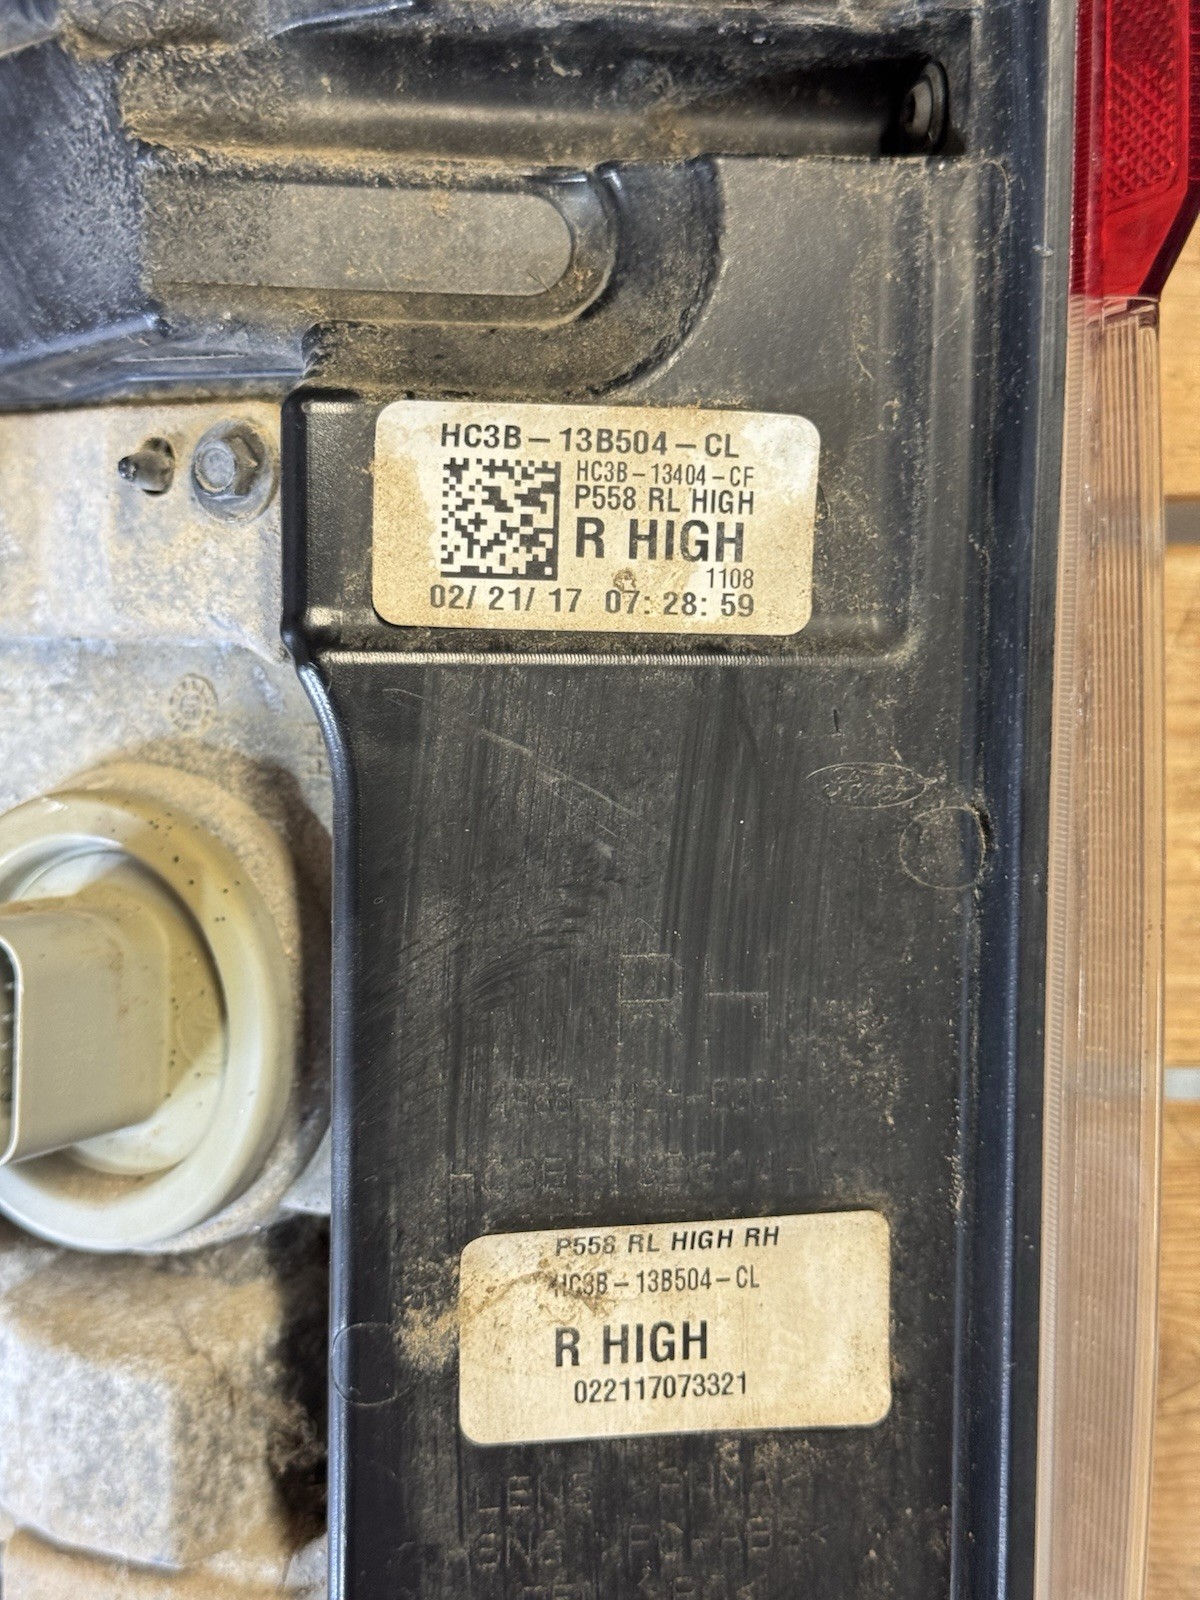 HC3B-13B504-CL
HC3B-13404-CF
P558 RL HIGH
R HIGH
1108
02/ 21/ 17 07: 28: 59
Ford
P558 RL HIGH RH
HC3B-13B504-CL
R HIGH
022117073321